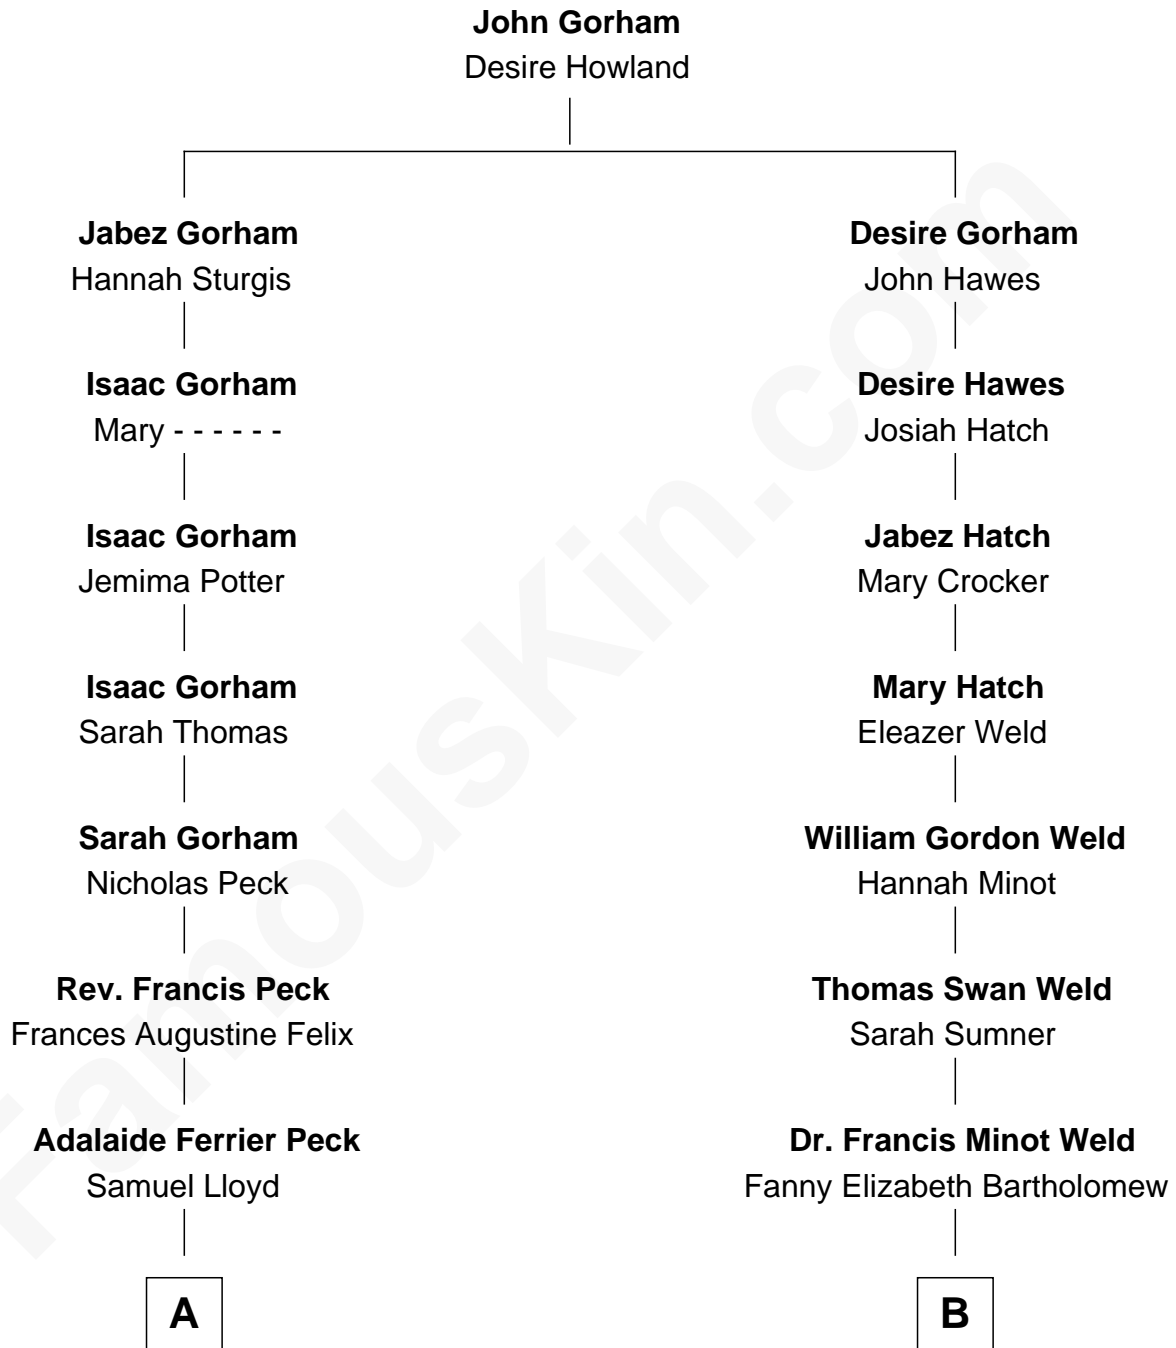 John Gorham
Desire Howland
Jabez Gorham
Hannah Sturgis
Isaac Gorham
Mary - - - - - -
Isaac Gorham
Jemima Potter
Isaac Gorham
Sarah Thomas
Sarah Gorham
Nicholas Peck
Rev. Francis Peck
Frances Augustine Felix
Adalaide Ferrier Peck
Samuel Lloyd
A
Desire Gorham
John Hawes
Desire Hawes
Josiah Hatch
Jabez Hatch
Mary Crocker
Mary Hatch
Eleazer Weld
William Gordon Weld
Hannah Minot
Thomas Swan Weld
Sarah Sumner
Dr. Francis Minot Weld
Fanny Elizabeth Bartholomew
B
FamousKin.com